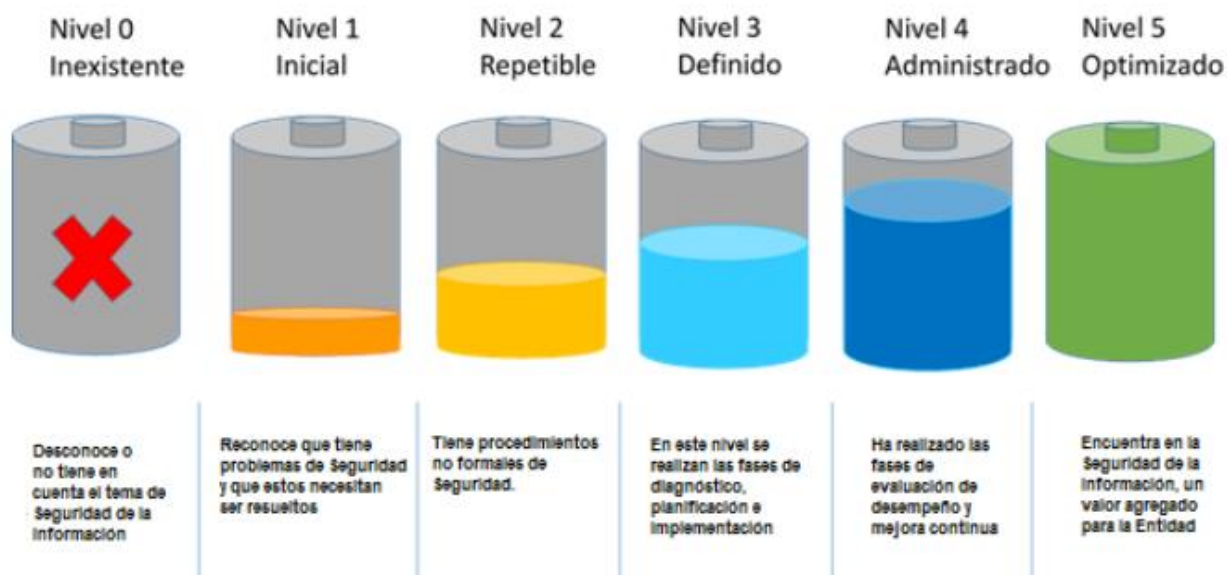 Nivel 0
Inexistente
Nivel 1
Inicial
Nivel 2
Repetible
Nivel 3
Definido
Nivel 4
Administrado
Nivel 5
Optimizado
Desconoce o
no tiene en
cuenta el tema de
Seguridad de la
Información
Reconoce que tiene
problemas de Seguridad
y que estos necesitan
ser resueltos
Tiene procedimientos
no formales de
Seguridad.
En este nivel se
realizan las fases de
diagnóstico,
planificación e
implementación
Ha realizado las
fases de
evaluación de
desempeño y
mejora continua
Encuentra en la
Seguridad de la
Información, un
valor agregado
para la Entidad